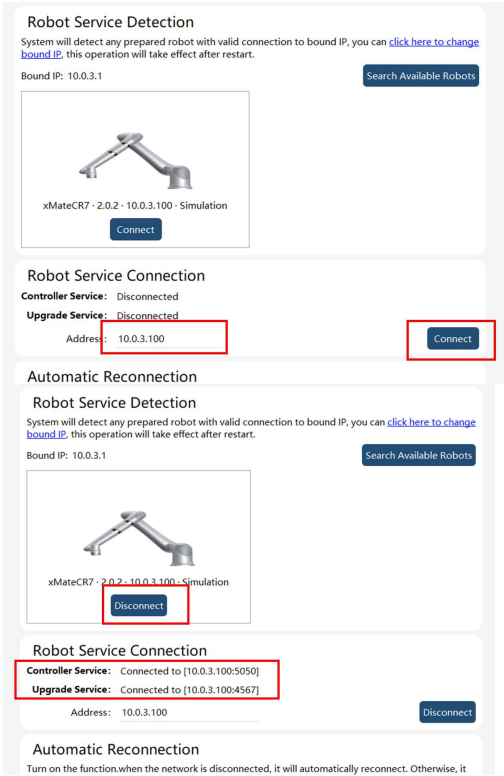 Robot Service Detection
System will detect any prepared robot with valid connection to bound IP, you can click here to change
bound IP, this operation will take effect after restart.
Bound IP: 10.0.3.1
Search Available Robots
xMateCR7 · 2.0.2 · 10.0.3.100 · Simulation
Connect
Robot Service Connection
Controller Service: Disconnected
Upgrade Service: Disconnected
Address: 10.0.3.100
Connect
Automatic Reconnection
Robot Service Detection
System will detect any prepared robot with valid connection to bound IP, you can click here to change
bound IP, this operation will take effect after restart.
Bound IP: 10.0.3.1
Search Available Robots
xMateCR7 · 2.0.2 · 10.0.3.100 · Simulation
Disconnect
Robot Service Connection
Controller Service: Connected to [10.0.3.100:5050]
Upgrade Service: Connected to [10.0.3.100:4567]
Address: 10.0.3.100
Disconnect
Automatic Reconnection
Turn on the function.when the network is disconnected, it will automatically reconnect. Otherwise, it